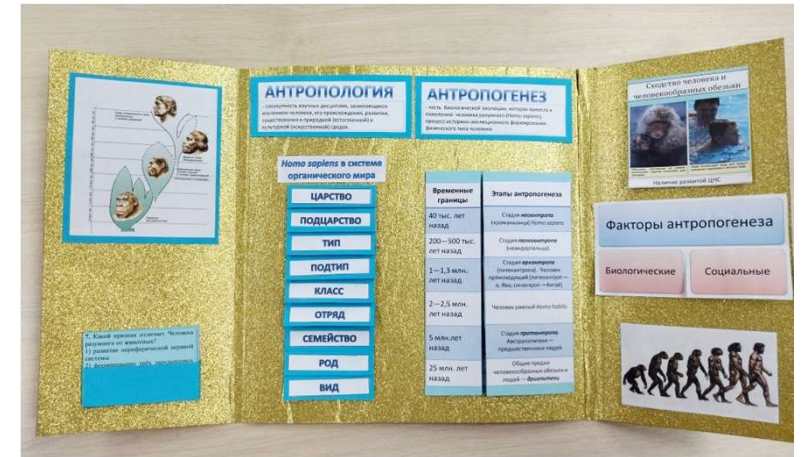 7. Какой признак отличает Человека
разумного от животных?
1) развитие периферической нервной
системы
2) формирование трёх
АНТРОПОЛОГИЯ
- совокупность научных дисциплин, занимающихся
изучением человека, его происхождения, развития,
существования в природной (естественной) и
культурной (искусственной) средах.
Homo sapiens в системе
органического мира
ЦАРСТВО
ПОДЦАРСТВО
ТИП
ПОДТИП
КЛАСС
ОТРЯД
СЕМЕЙСТВО
РОД
ВИД
АНТРОПОГЕНЕЗ
- часть биологической эволюции, которая привела к
появлению человека разумного (Homo sapiens),
процесс историко-эволюционного формирования
физического типа человека.
Временные
границы
Этапы антропогенеза
40 тыс. лет
назад
Стадия неоантропа
(кроманьонца) Homo sapiens
200—500 тыс.
лет назад
Стадия палеоантропа
(неандертальца)
1—1,3 млн.
лет назад
Стадия архантропа
(питекантропа). Человек
прямоходящий (питекантроп —
о. Ява, синантроп — Китай)
2—2,5 млн.
лет назад
Человек умелый Homo habilis
5 млн.лет
назад
Стадия протоантропа.
Австралопитеки —
предшественники людей
25 млн. лет
назад
Общие предки
человекообразных обезьян и
людей — дриопитеки
Сходство человека и
человекообразных обезьян
Наличие развитой ЦНС
Факторы антропогенеза
Биологические
Социальные